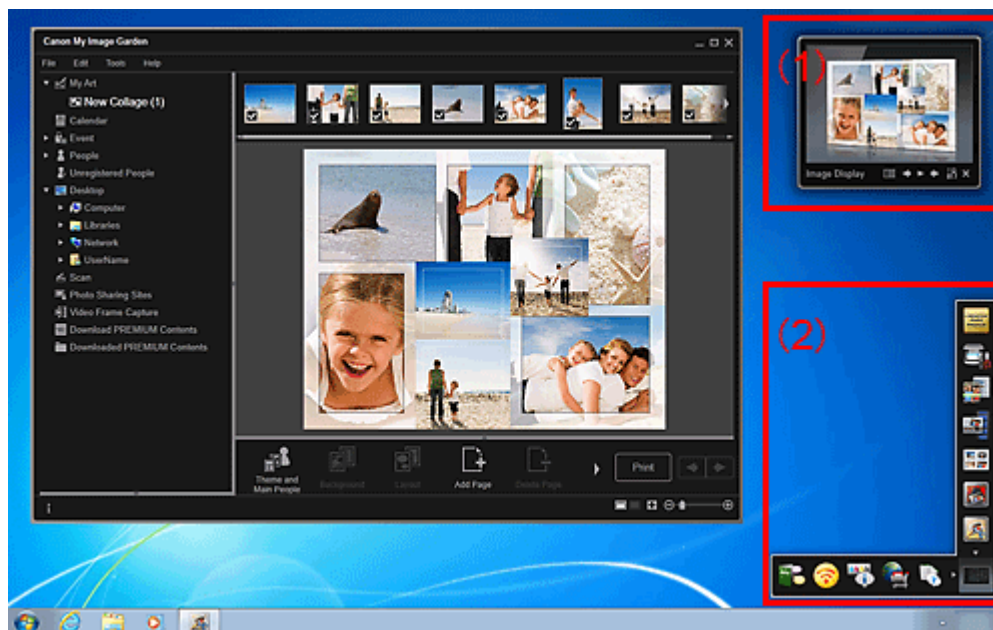 Canon My Image Garden
File Edit Tools Help
My Art
New Collage (1)
Calendar
Event
People
Unregistered People
Desktop
Computer
Libraries
Network
UserName
Scan
Photo Sharing Sites
Video Frame Capture
Download PREMIUM Contents
Downloaded PREMIUM Contents
Theme and
Main People
Background
Layout
Add Page
Delete Page
Print
(1)
Image Display
(2)